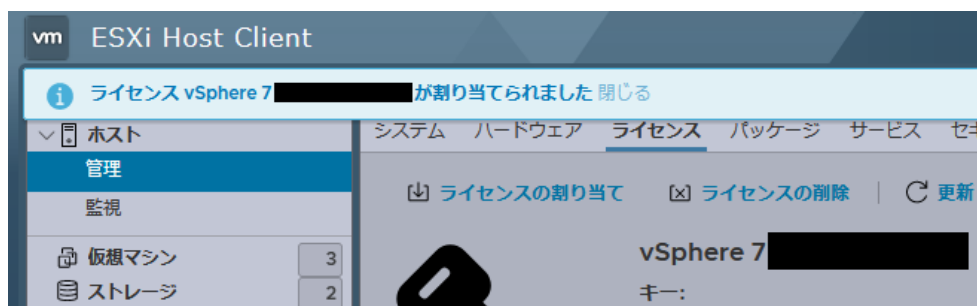 vm ESXi Host Client
ライセンス vSphere 7 が割り当てられました 閉じる
ホスト
管理
監視
仮想マシン 3
ストレージ 2
システム ハードウェア ライセンス パッケージ サービス セキ
ライセンスの割り当て ライセンスの削除 更新
vSphere 7
キー: